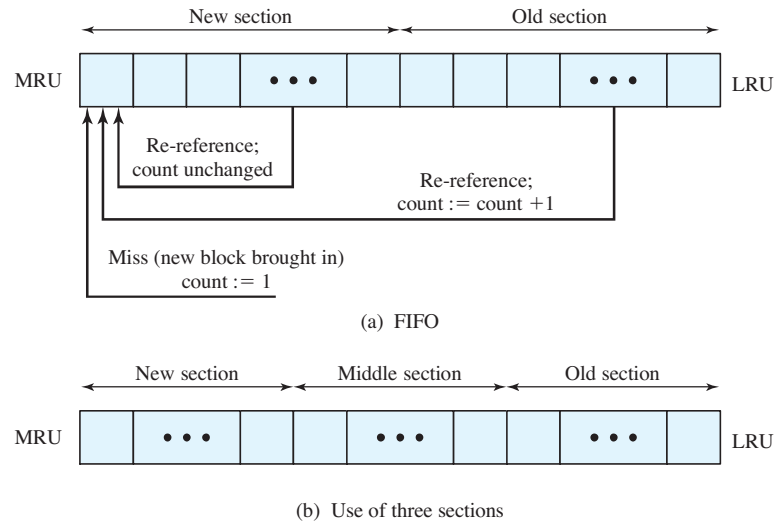 New section Old section
MRU • • • • • • LRU
Re-reference;
count unchanged
Re-reference;
count := count +1
Miss (new block brought in)
count := 1
(a) FIFO
New section Middle section Old section
MRU • • • • • • • • • LRU
(b) Use of three sections